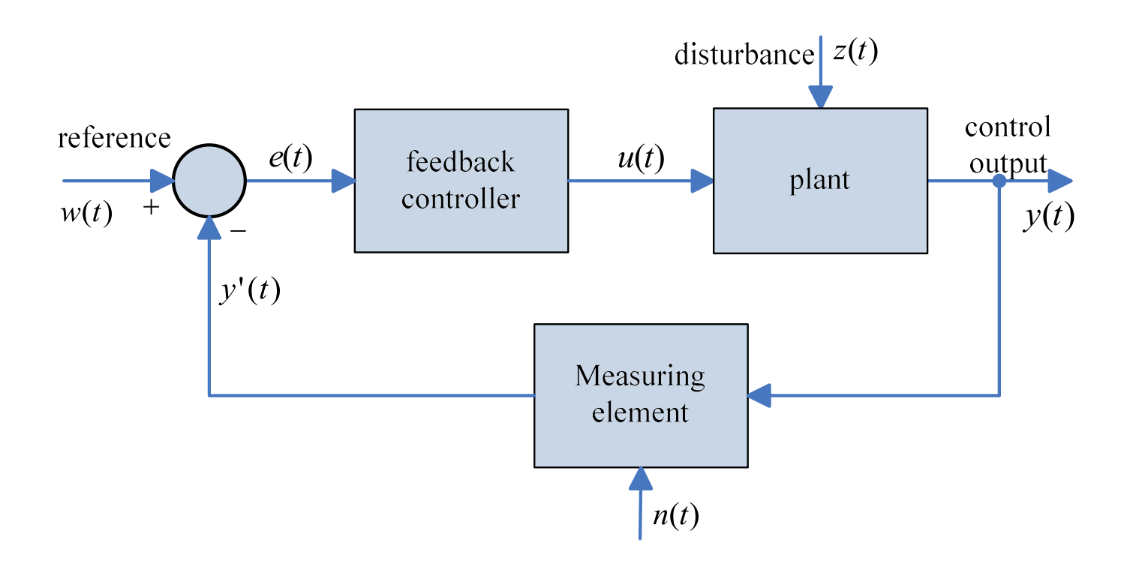 disturbance
z(t)
reference
w(t)
+
−
e(t)
feedback
controller
u(t)
plant
control
output
y(t)
y'(t)
Measuring
element
n(t)